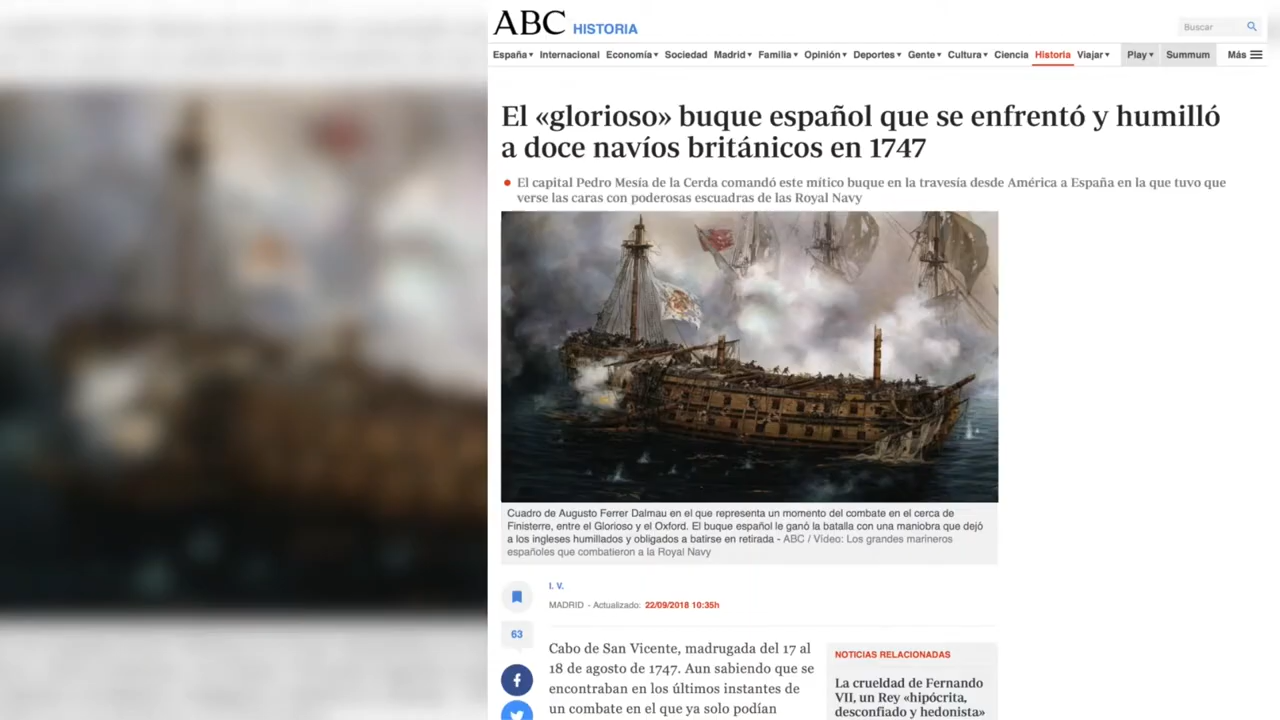 ABC HISTORIA
Buscar
España Internacional Economía Sociedad Madrid Familia Opinión Deportes Gente Cultura Ciencia Historia Viajar Play Summum Más
El «glorioso» buque español que se enfrentó y humilló
a doce navíos británicos en 1747
El capital Pedro Mesía de la Cerda comandó este mítico buque en la travesía desde América a España en la que tuvo que
verse las caras con poderosas escuadras de las Royal Navy
Cuadro de Augusto Ferrer Dalmau en el que representa un momento del combate en el cerca de
Finisterre, entre el Glorioso y el Oxford. El buque español le ganó la batalla con una maniobra que dejó
a los ingleses humillados y obligados a batirse en retirada - ABC / Vídeo: Los grandes marineros
españoles que combatieron a la Royal Navy
I. V.
MADRID - Actualizado: 22/09/2018 10:35h
63
Cabo de San Vicente, madrugada del 17 al
18 de agosto de 1747. Aun sabiendo que se
encontraban en los últimos instantes de
un combate en el que ya solo podían
NOTICIAS RELACIONADAS
La crueldad de Fernando
VII, un Rey «hipócrita,
desconfiado y hedonista»